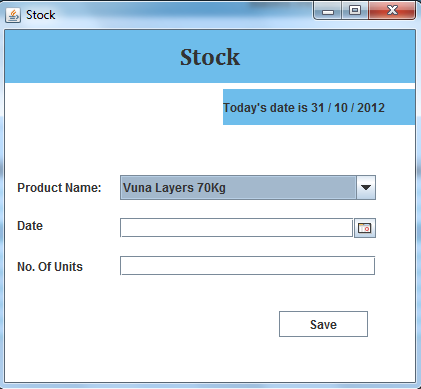 Stock
Stock
Today's date is 31 / 10 / 2012
Product Name: Vuna Layers 70Kg
Date
No. Of Units
Save